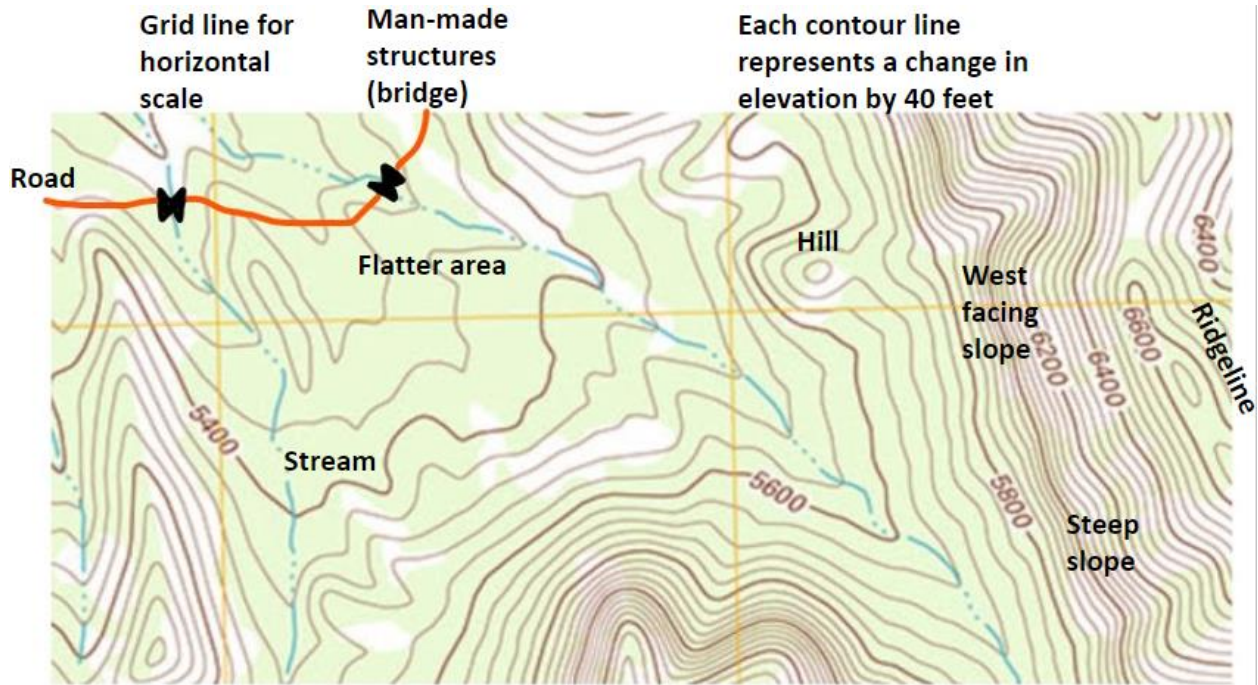 Grid line for
horizontal
scale
Man-made
structures
(bridge)
Each contour line
represents a change in
elevation by 40 feet
Road
Flatter area
Hill
West
facing
slope
6400
6600
6200
6400
Ridgeline
5400
Stream
5600
5800
Steep
slope